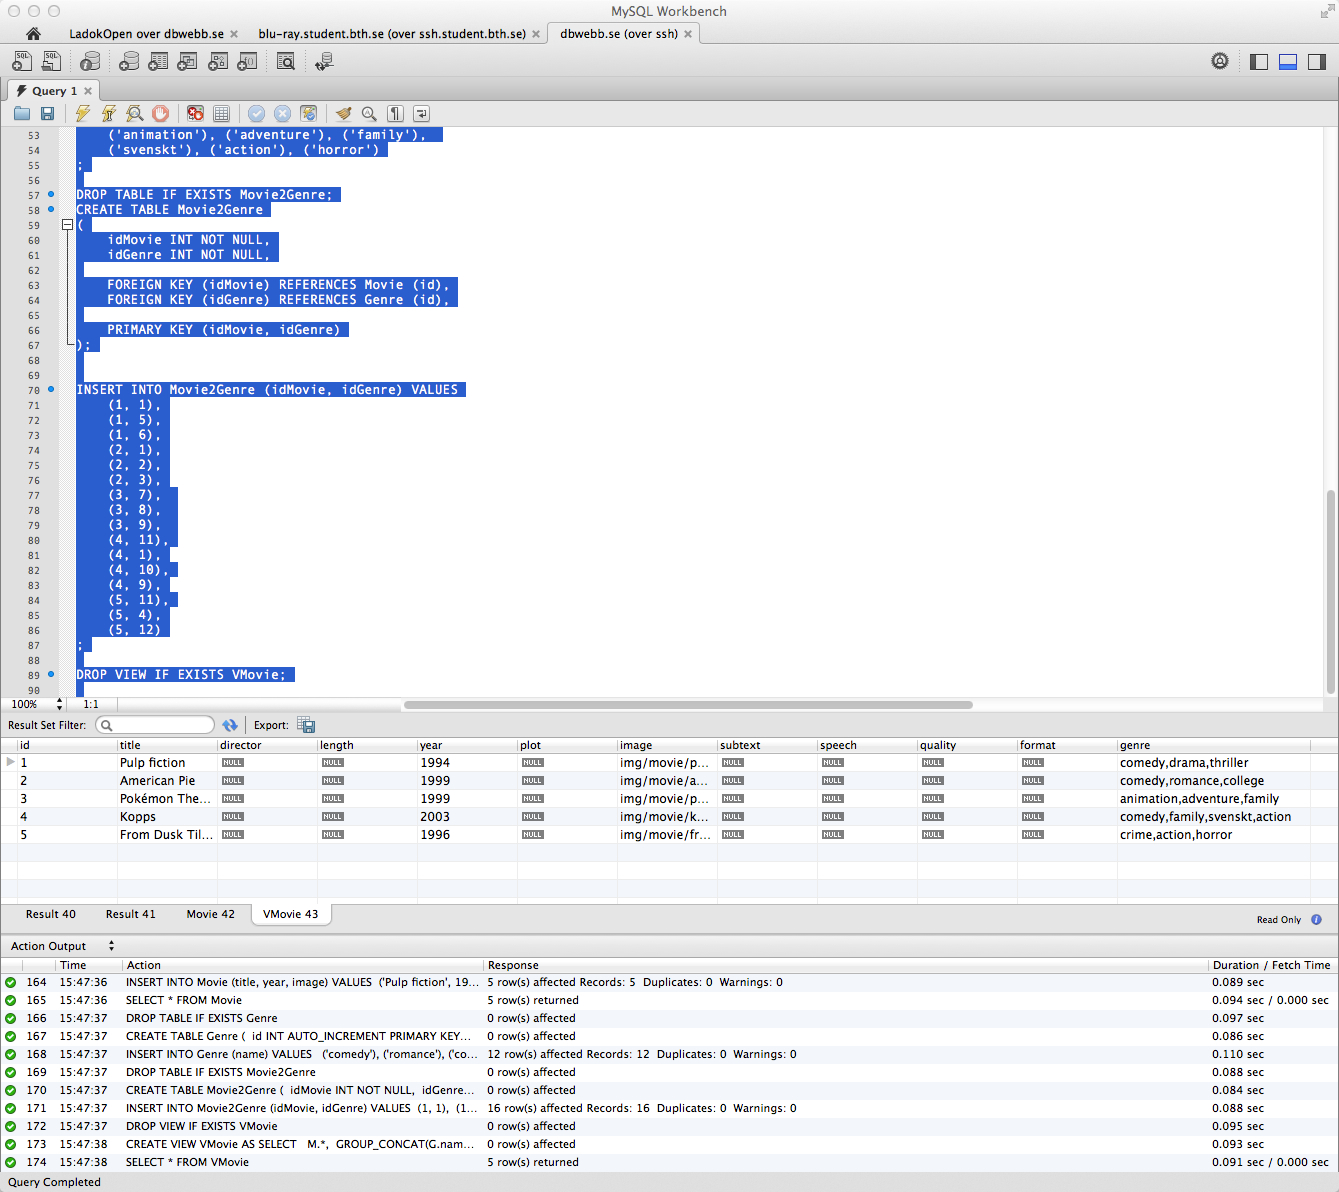 MySQL Workbench
LadokOpen over dbwebb.se × blu-ray.student.bth.se (over ssh.student.bth.se) × dbwebb.se (over ssh) ×
Query 1 ×
53 ('animation'), ('adventure'), ('family'),
54 ('svenskt'), ('action'), ('horror')
55 ;
56
57 DROP TABLE IF EXISTS Movie2Genre;
58 CREATE TABLE Movie2Genre
59 (
60 idMovie INT NOT NULL,
61 idGenre INT NOT NULL,
62
63 FOREIGN KEY (idMovie) REFERENCES Movie (id),
64 FOREIGN KEY (idGenre) REFERENCES Genre (id),
65
66 PRIMARY KEY (idMovie, idGenre)
67 );
68
69
70 INSERT INTO Movie2Genre (idMovie, idGenre) VALUES
71 (1, 1),
72 (1, 5),
73 (1, 6),
74 (2, 1),
75 (2, 2),
76 (2, 3),
77 (3, 7),
78 (3, 8),
79 (3, 9),
80 (4, 11),
81 (4, 1),
82 (4, 10),
83 (4, 9),
84 (5, 11),
85 (5, 4),
86 (5, 12)
87 ;
88
89 DROP VIEW IF EXISTS VMovie;
90
100% 1:1
Result Set Filter: Export:
id title director length year plot image subtext speech quality format genre
1 Pulp fiction NULL NULL 1994 NULL img/movie/p... NULL NULL NULL NULL comedy,drama,thriller
2 American Pie NULL NULL 1999 NULL img/movie/a... NULL NULL NULL NULL comedy,romance,college
3 Pokémon The... NULL NULL 1999 NULL img/movie/p... NULL NULL NULL NULL animation,adventure,family
4 Kopps NULL NULL 2003 NULL img/movie/k... NULL NULL NULL NULL comedy,family,svenskt,action
5 From Dusk Til... NULL NULL 1996 NULL img/movie/fr... NULL NULL NULL NULL crime,action,horror
Result 40 Result 41 Movie 42 VMovie 43 Read Only
Action Output
Time Action Response Duration / Fetch Time
164 15:47:36 INSERT INTO Movie (title, year, image) VALUES ('Pulp fiction', 19... 5 row(s) affected Records: 5 Duplicates: 0 Warnings: 0 0.089 sec
165 15:47:36 SELECT * FROM Movie 5 row(s) returned 0.094 sec / 0.000 sec
166 15:47:37 DROP TABLE IF EXISTS Genre 0 row(s) affected 0.097 sec
167 15:47:37 CREATE TABLE Genre ( id INT AUTO_INCREMENT PRIMARY KEY... 0 row(s) affected 0.086 sec
168 15:47:37 INSERT INTO Genre (name) VALUES ('comedy'), ('romance'), ('co... 12 row(s) affected Records: 12 Duplicates: 0 Warnings: 0 0.110 sec
169 15:47:37 DROP TABLE IF EXISTS Movie2Genre 0 row(s) affected 0.088 sec
170 15:47:37 CREATE TABLE Movie2Genre ( idMovie INT NOT NULL, idGenre... 0 row(s) affected 0.084 sec
171 15:47:37 INSERT INTO Movie2Genre (idMovie, idGenre) VALUES (1, 1), (1... 16 row(s) affected Records: 16 Duplicates: 0 Warnings: 0 0.088 sec
172 15:47:37 DROP VIEW IF EXISTS VMovie 0 row(s) affected 0.095 sec
173 15:47:38 CREATE VIEW VMovie AS SELECT M.*, GROUP_CONCAT(G.nam... 0 row(s) affected 0.093 sec
174 15:47:38 SELECT * FROM VMovie 5 row(s) returned 0.091 sec / 0.000 sec
Query Completed